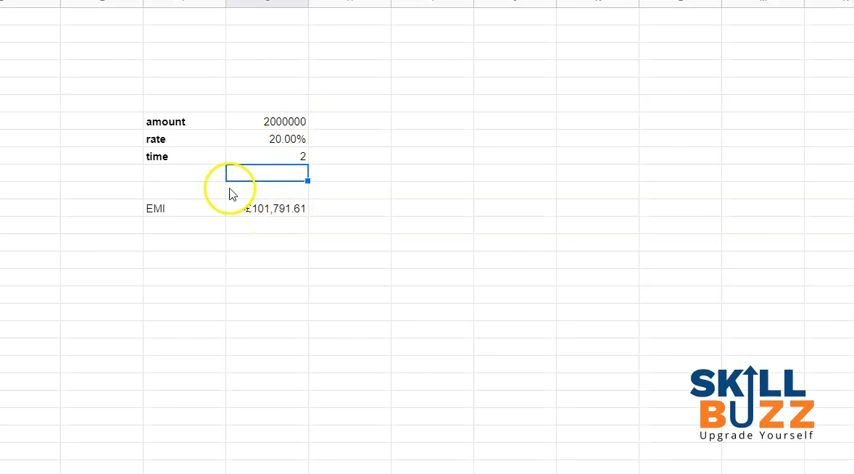 amount 2000000
rate 20.00%
time 2
EMI -£101,791.61
SKILL
BUZZ
Upgrade Yourself